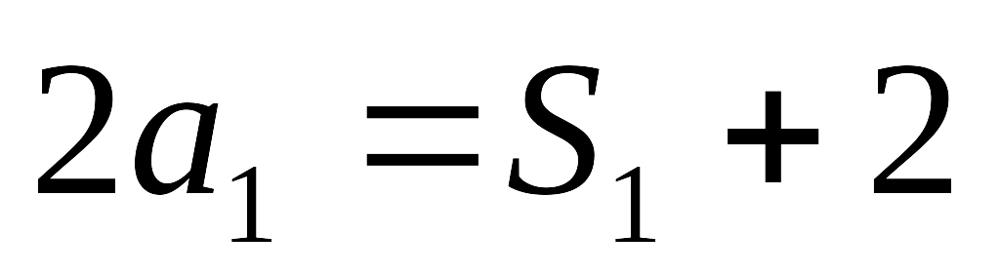 2a₁ = S₁ + 2